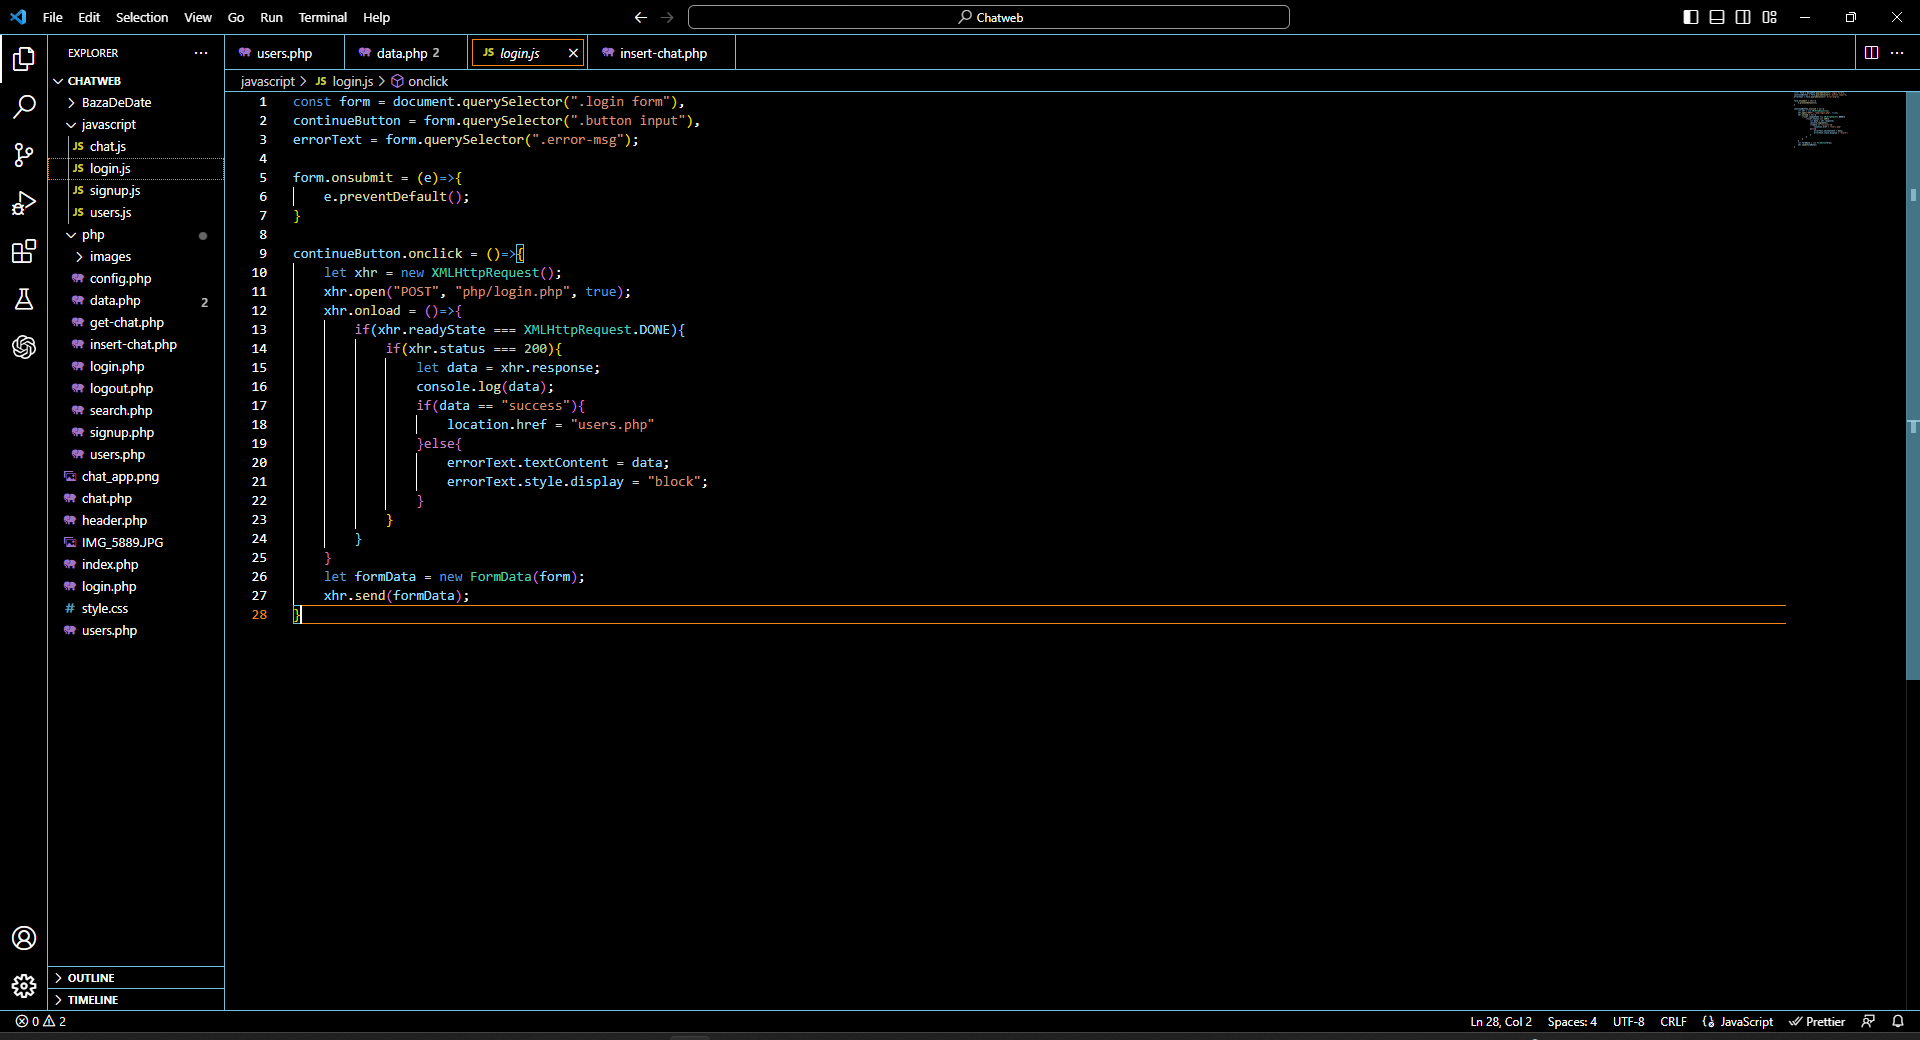 File Edit Selection View Go Run Terminal Help
Chatweb
EXPLORER
CHATWEB
BazaDeDate
javascript
JS chat.js
JS login.js
JS signup.js
JS users.js
php
images
config.php
data.php 2
get-chat.php
insert-chat.php
login.php
logout.php
search.php
signup.php
users.php
chat_app.png
chat.php
header.php
IMG_5889.JPG
index.php
login.php
# style.css
users.php
OUTLINE
TIMELINE
users.php data.php 2 JS login.js insert-chat.php
javascript > JS login.js > onclick
1 const form = document.querySelector(".login form"),
2 continueButton = form.querySelector(".button input"),
3 errorText = form.querySelector(".error-msg");
4
5 form.onsubmit = (e)=>{
6 e.preventDefault();
7 }
8
9 continueButton.onclick = ()=>{
10 let xhr = new XMLHttpRequest();
11 xhr.open("POST", "php/login.php", true);
12 xhr.onload = ()=>{
13 if(xhr.readyState === XMLHttpRequest.DONE){
14 if(xhr.status === 200){
15 let data = xhr.response;
16 console.log(data);
17 if(data == "success"){
18 location.href = "users.php"
19 }else{
20 errorText.textContent = data;
21 errorText.style.display = "block";
22 }
23 }
24 }
25 }
26 let formData = new FormData(form);
27 xhr.send(formData);
28 }
0 2 Ln 28, Col 2 Spaces: 4 UTF-8 CRLF JavaScript Prettier